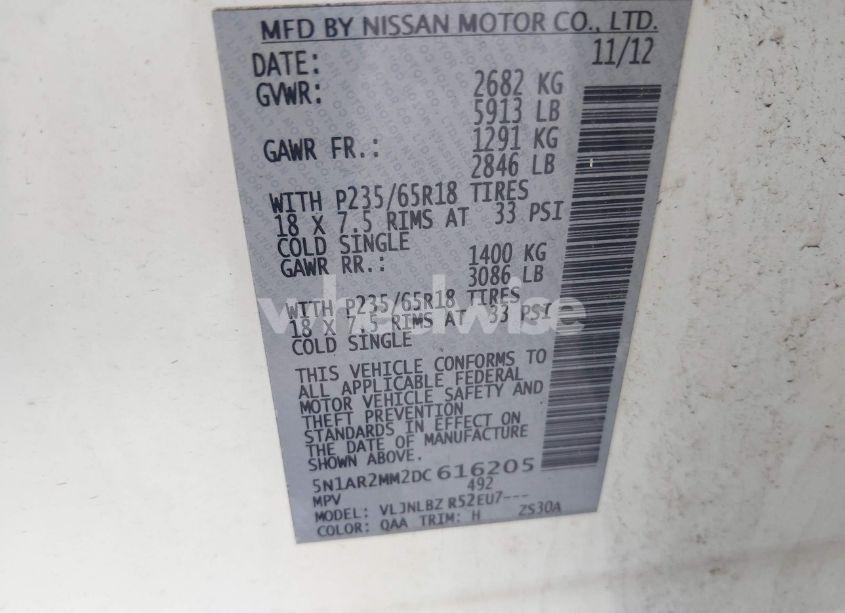 MFD BY NISSAN MOTOR CO., LTD.
DATE: 11/12
GVWR: 2682 KG
5913 LB
GAWR FR.: 1291 KG
2846 LB
WITH P235/65R18 TIRES
18 X 7.5 RIMS AT 33 PSI
COLD SINGLE
GAWR RR.: 1400 KG
3086 LB
WITH P235/65R18 TIRES
18 X 7.5 RIMS AT 33 PSI
COLD SINGLE
wheelwise
THIS VEHICLE CONFORMS TO
ALL APPLICABLE FEDERAL
MOTOR VEHICLE SAFETY AND
THEFT PREVENTION
STANDARDS IN EFFECT ON
THE DATE OF MANUFACTURE
SHOWN ABOVE.
5N1AR2MM2DC616205
MPV 492
MODEL: VLJNLBZ R52EU7---
COLOR: QAA TRIM: H ZS30A